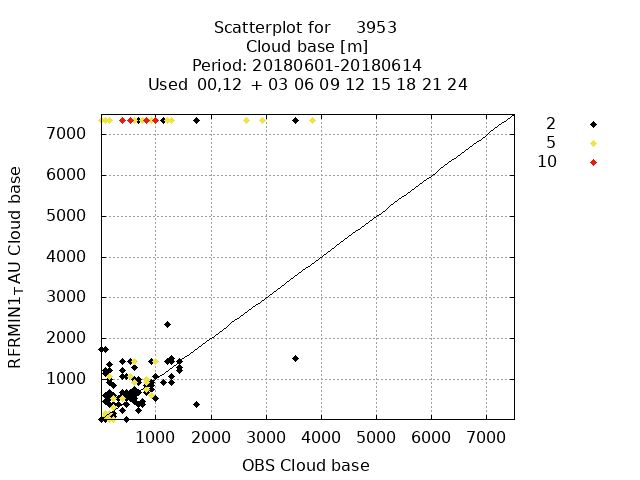 Scatterplot for 3953
Cloud base [m]
Period: 20180601-20180614
Used 00,12 + 03 06 09 12 15 18 21 24
2
5
10
7000
6000
5000
4000
3000
2000
1000
RFRMIN1TAU Cloud base
1000 2000 3000 4000 5000 6000 7000
OBS Cloud base